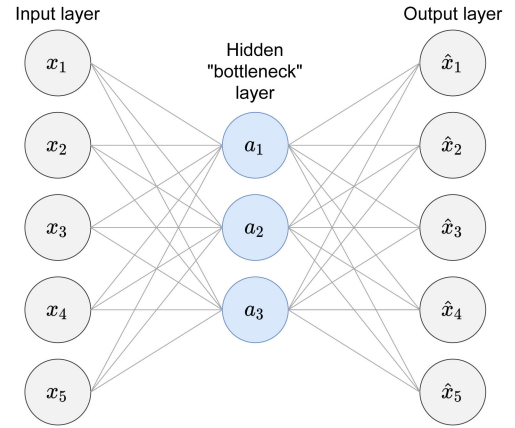 Input layer
Output layer
Hidden
"bottleneck"
layer
x₁
x̂₁
x₂
a₁
x̂₂
x₃
a₂
x̂₃
x₄
a₃
x̂₄
x₅
x̂₅